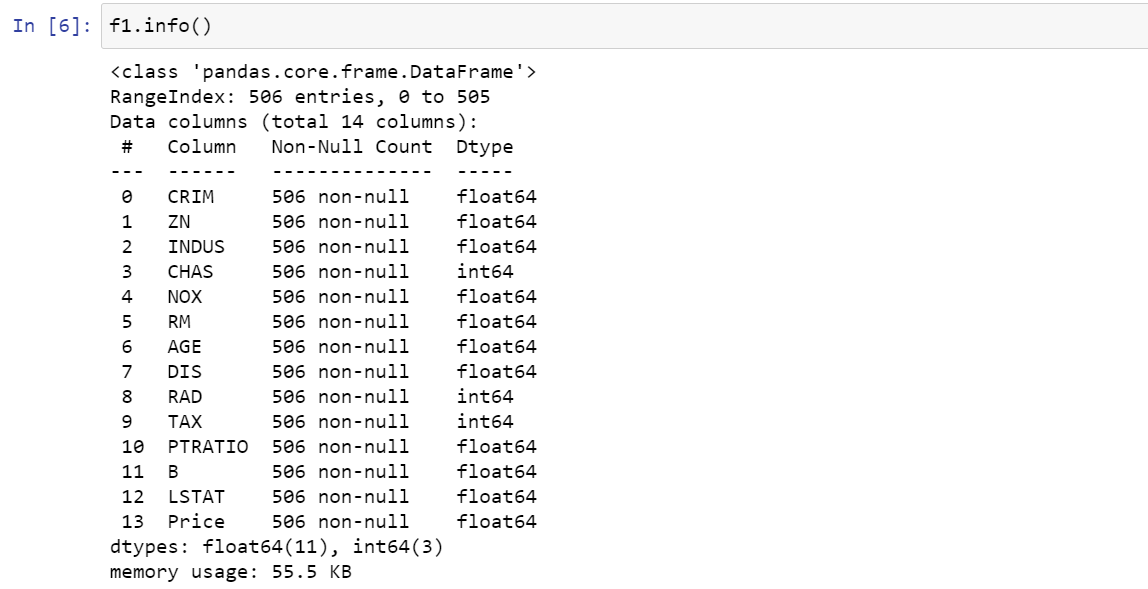 In [6]: f1.info()
<class 'pandas.core.frame.DataFrame'>
RangeIndex: 506 entries, 0 to 505
Data columns (total 14 columns):
 #   Column   Non-Null Count  Dtype
---  ------   --------------  -----
 0   CRIM     506 non-null    float64
 1   ZN       506 non-null    float64
 2   INDUS    506 non-null    float64
 3   CHAS     506 non-null    int64
 4   NOX      506 non-null    float64
 5   RM       506 non-null    float64
 6   AGE      506 non-null    float64
 7   DIS      506 non-null    float64
 8   RAD      506 non-null    int64
 9   TAX      506 non-null    int64
 10  PTRATIO  506 non-null    float64
 11  B        506 non-null    float64
 12  LSTAT    506 non-null    float64
 13  Price    506 non-null    float64
dtypes: float64(11), int64(3)
memory usage: 55.5 KB